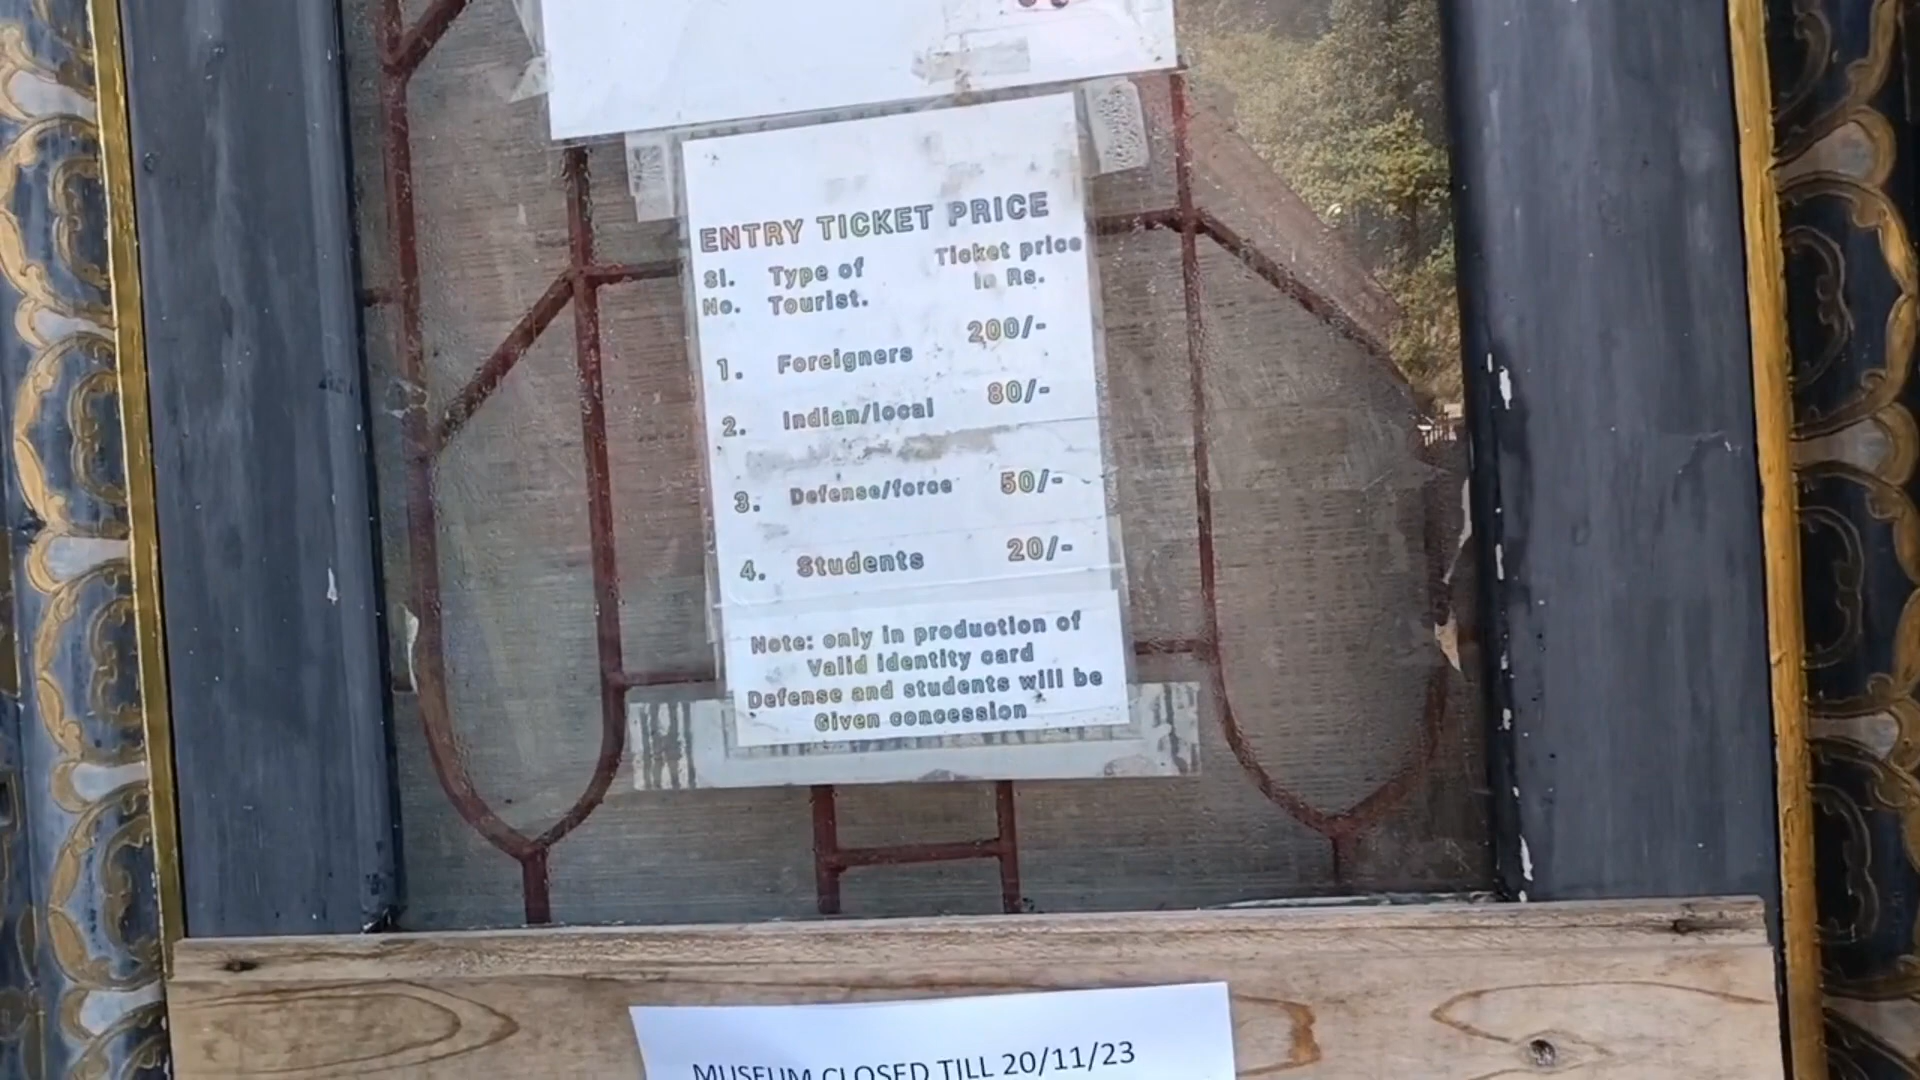 ENTRY TICKET PRICE
Sl. Type of Ticket price
No. Tourist. in Rs.
1. Foreigners 200/-
2. Indian/local 80/-
3. Defense/force 50/-
4. Students 20/-
Note: only in production of
Valid identity card
Defense and students will be
Given concession
MUSEUM CLOSED TILL 20/11/23